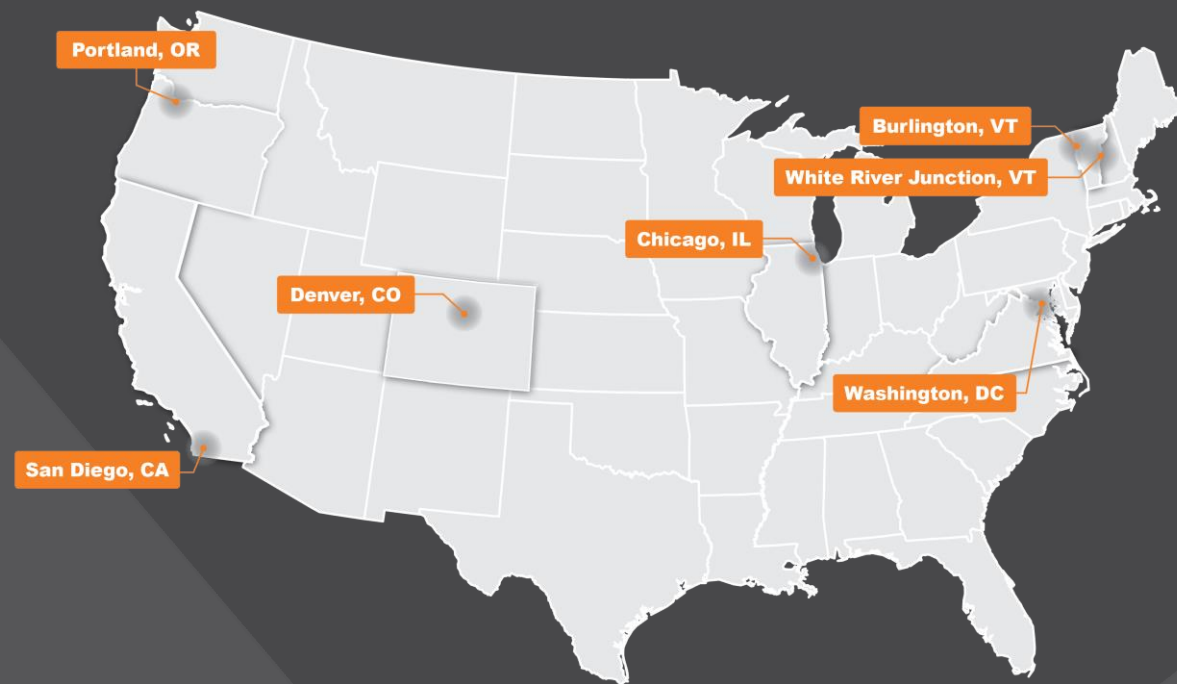 Portland, OR
Burlington, VT
White River Junction, VT
Chicago, IL
Denver, CO
Washington, DC
San Diego, CA